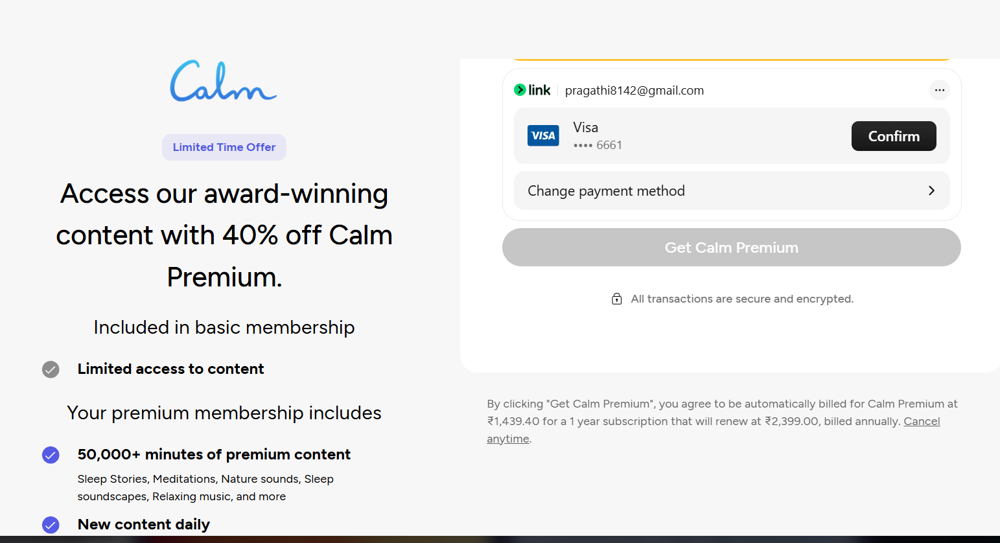 Calm
Limited Time Offer
Access our award-winning
content with 40% off Calm
Premium.
Included in basic membership
Limited access to content
Your premium membership includes
50,000+ minutes of premium content
Sleep Stories, Meditations, Nature sounds, Sleep
soundscapes, Relaxing music, and more
New content daily
link pragathi8142@gmail.com
VISA
Visa
•••• 6661
Confirm
Change payment method
Get Calm Premium
All transactions are secure and encrypted.
By clicking "Get Calm Premium", you agree to be automatically billed for Calm Premium at
₹1,439.40 for a 1 year subscription that will renew at ₹2,399.00, billed annually. Cancel
anytime.